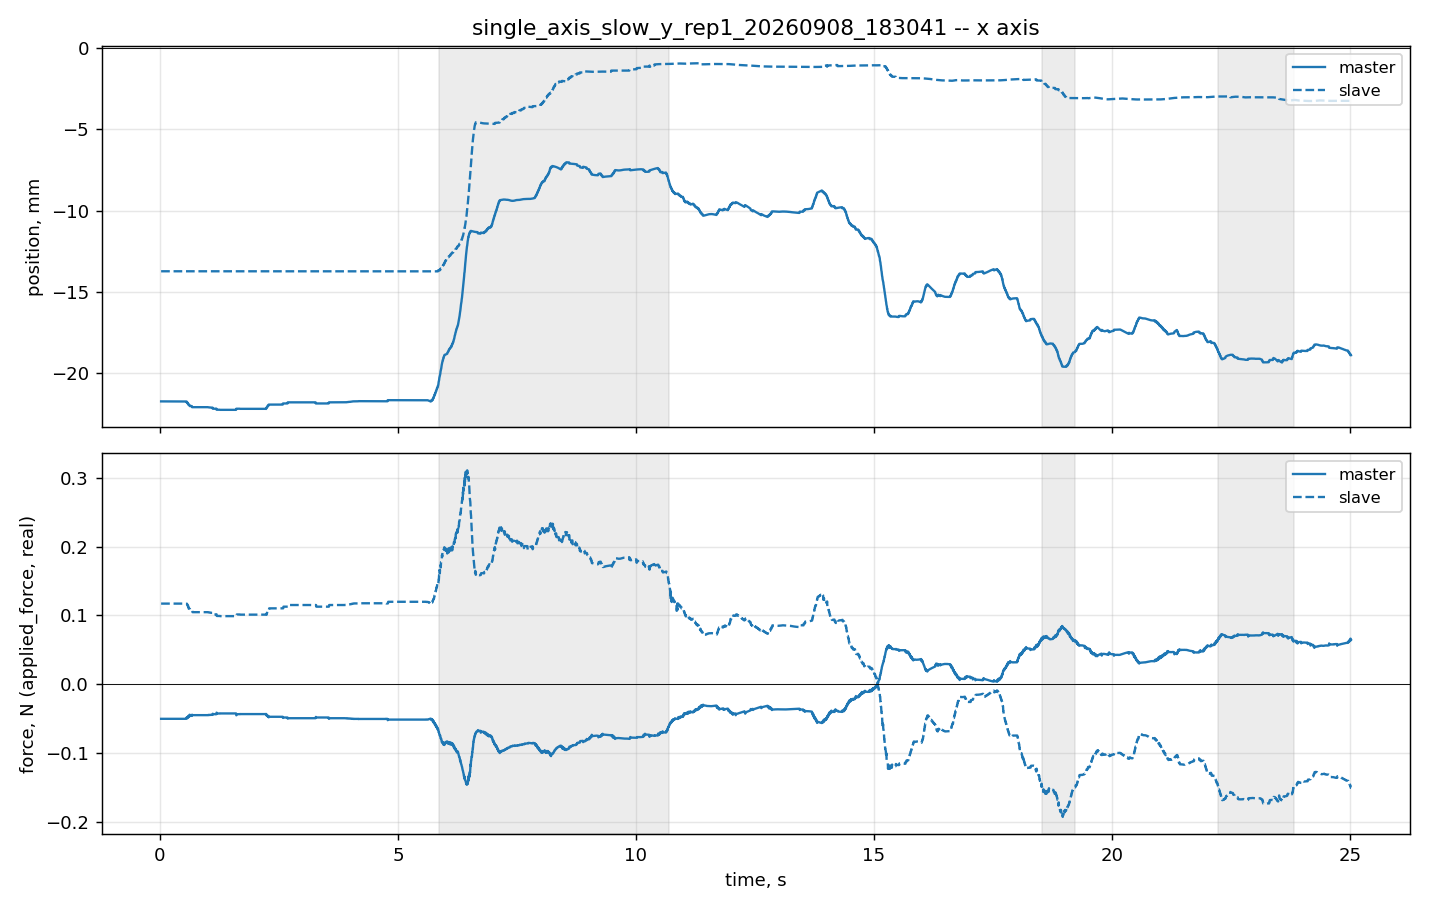 single_axis_slow_y_rep1_20260908_183041 -- x axis
0
−5
−10
−15
−20
position, mm
master
slave
0.3
0.2
0.1
0.0
−0.1
−0.2
force, N (applied_force, real)
master
slave
0
5
10
15
20
25
time, s